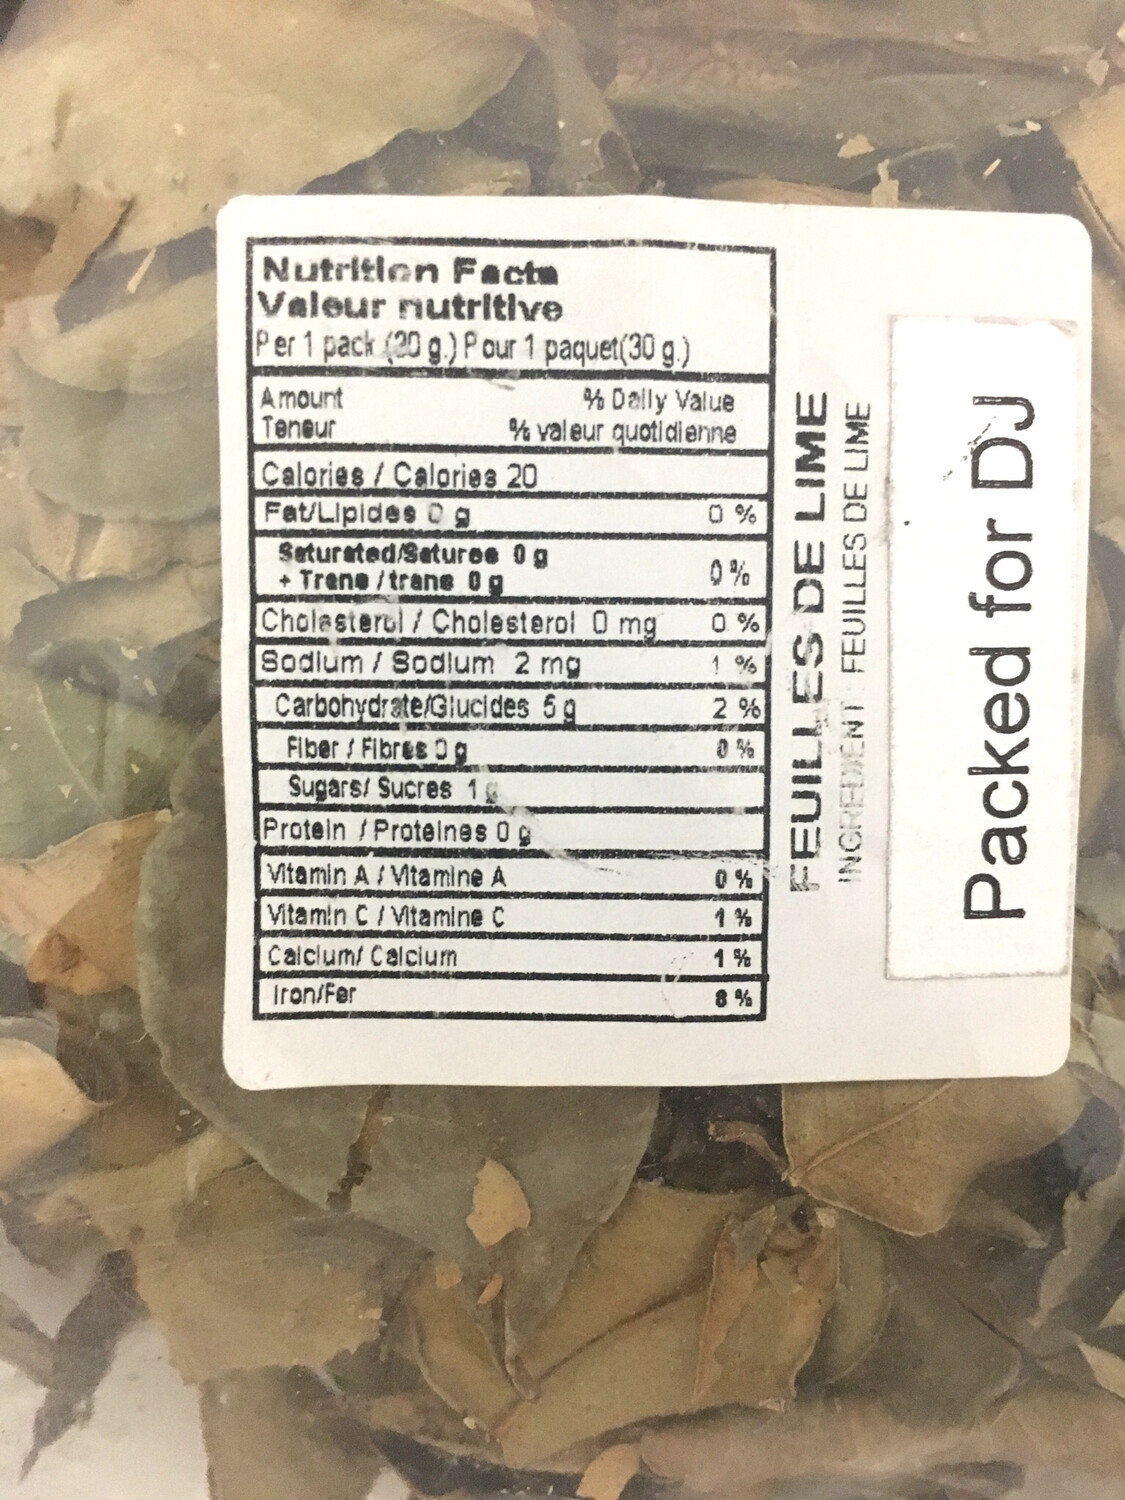 Nutrition Facts
Valeur nutritive
Per 1 pack (30 g.) Pour 1 paquet(30 g.)
Amount % Daily Value
Teneur % valeur quotidienne
Calories / Calories 20
Fat/Lipides 0 g 0 %
Saturated/Saturee 0 g
+ Trans / trans 0 g 0 %
Cholesterol / Cholesterol 0 mg 0 %
Sodium / Sodium 2 mg 1 %
Carbohydrate/Glucides 5 g 2 %
Fiber / Fibres 0 g 0 %
Sugars/ Sucres 1 g
Protein / Proteines 0 g
Vitamin A / Vitamine A 0 %
Vitamin C / Vitamine C 1 %
Calcium/ Calcium 1 %
Iron/Fer 8 %
FEUILLES DE LIME
INGREDIENT : FEUILLES DE LIME
Packed for DJ